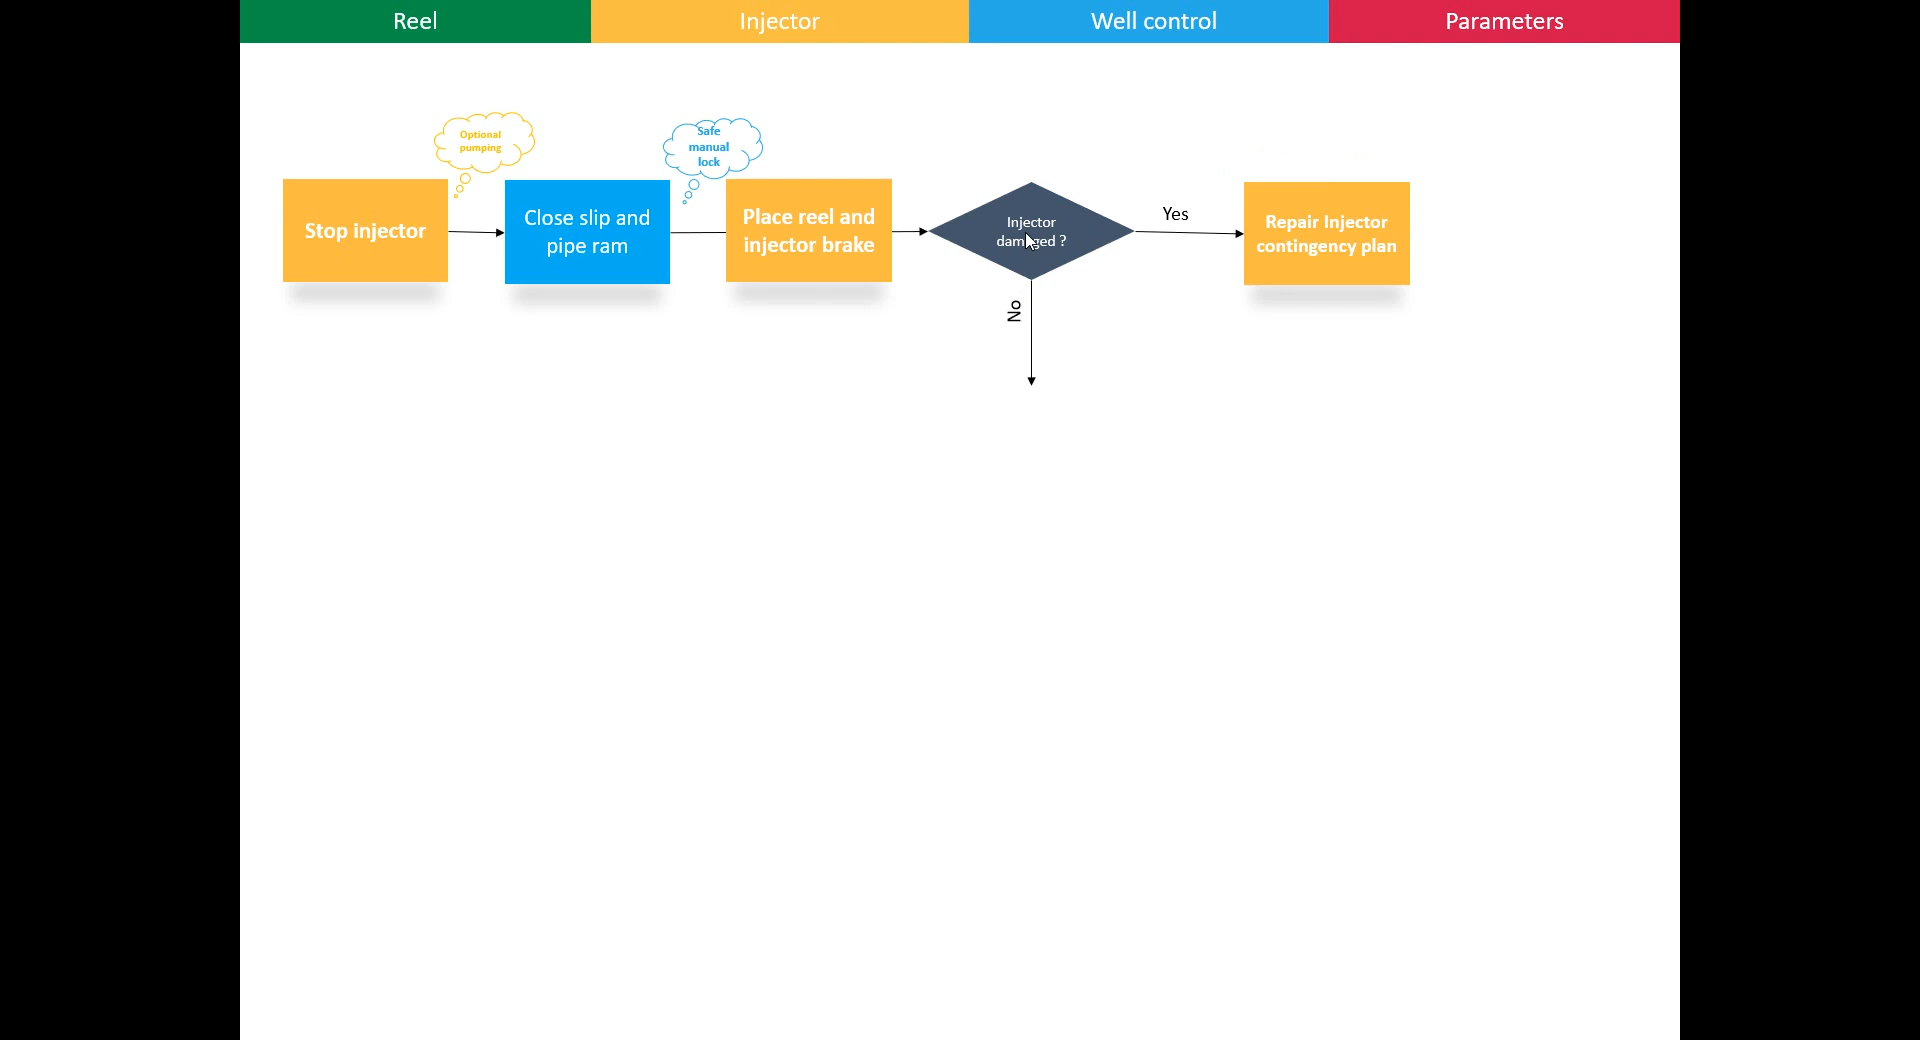 Reel
Injector
Well control
Parameters
Optional
pumping
Safe
manual
lock
Stop injector
Close slip and
pipe ram
Place reel and
injector brake
Injector
damaged ?
Yes
Repair Injector
contingency plan
No